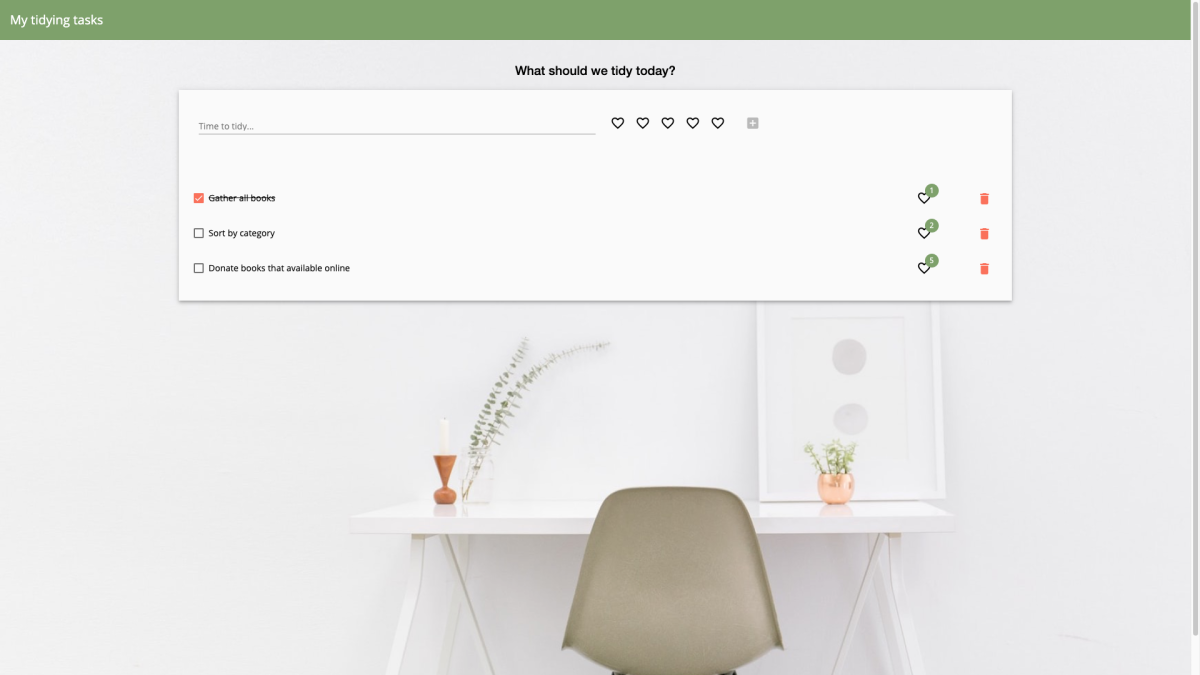 My tidying tasks
What should we tidy today?
Time to tidy...
Gather all books 1
Sort by category 2
Donate books that available online 5